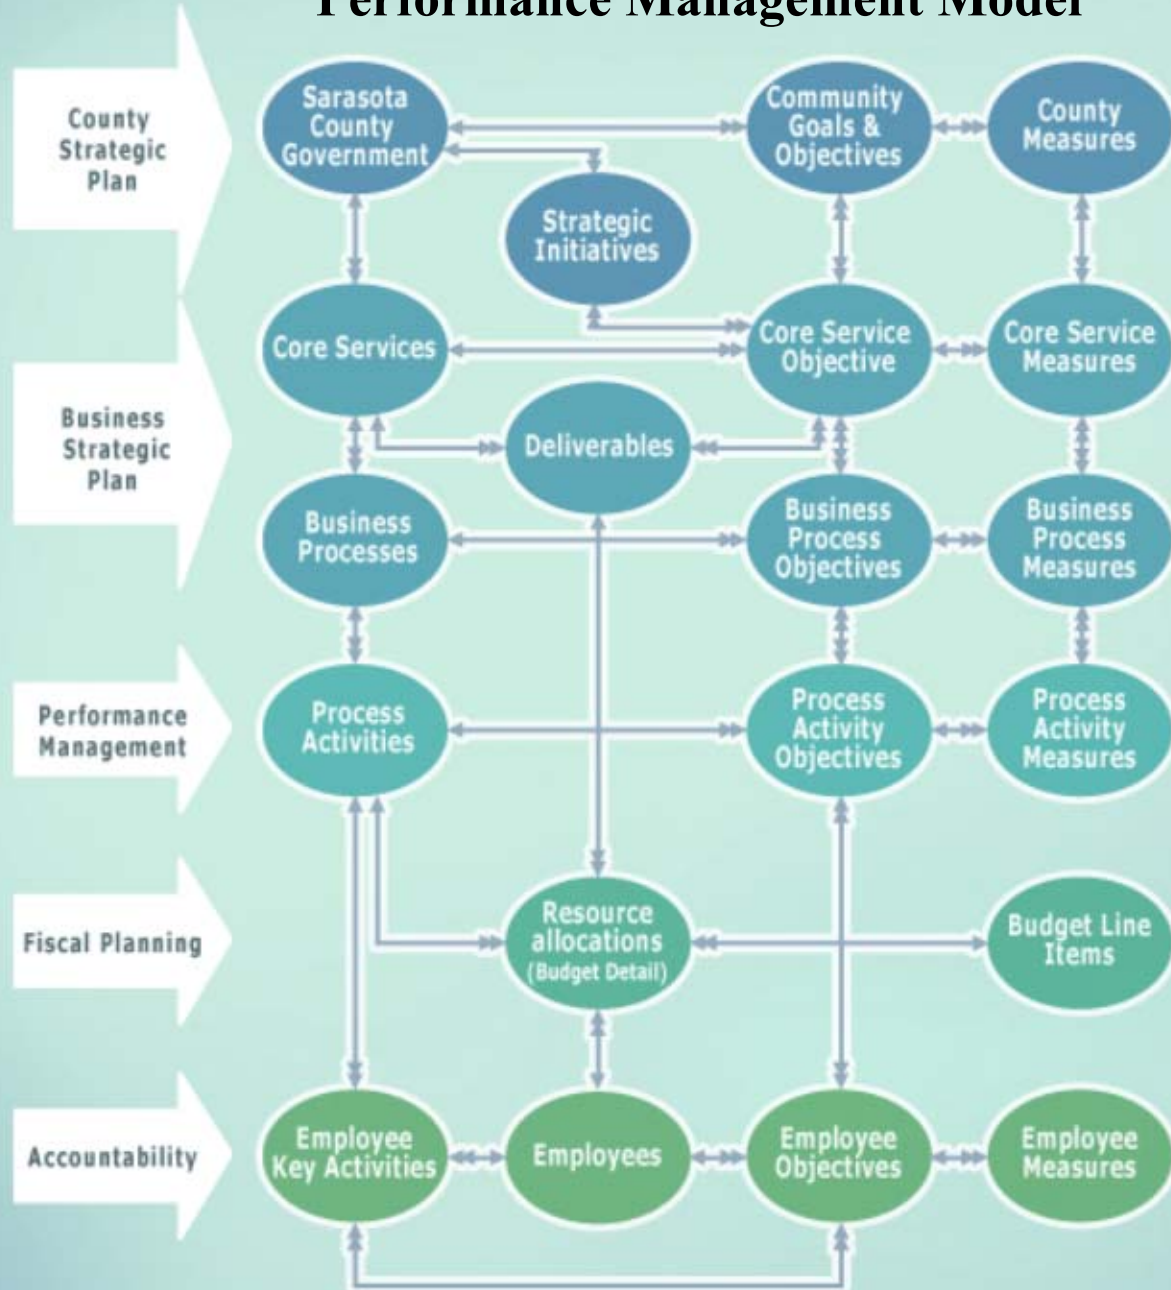 Performance Management Model
County
Strategic
Plan
Sarasota
County
Government
Community
Goals &
Objectives
County
Measures
Strategic
Initiatives
Business
Strategic
Plan
Core Services
Core Service
Objective
Core Service
Measures
Deliverables
Business
Processes
Business
Process
Objectives
Business
Process
Measures
Performance
Management
Process
Activities
Process
Activity
Objectives
Process
Activity
Measures
Fiscal Planning
Resource
allocations
(Budget Detail)
Budget Line
Items
Accountability
Employee
Key Activities
Employees
Employee
Objectives
Employee
Measures